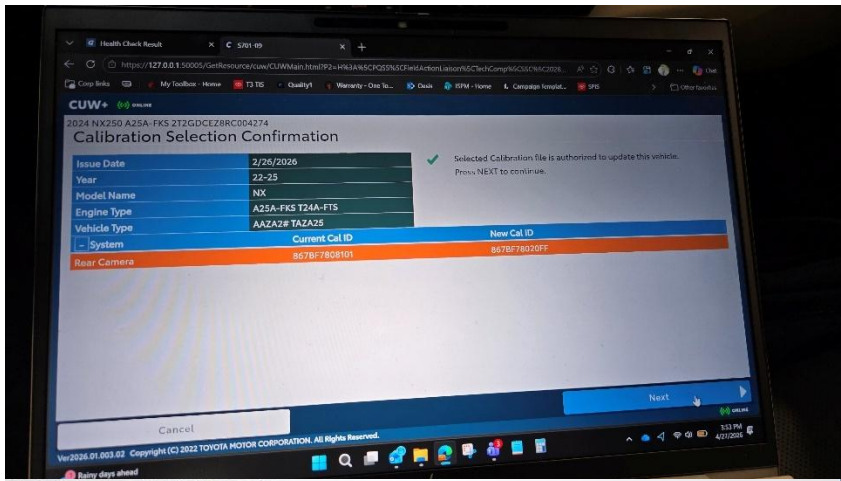 Health Check Result × S701-09 × +
https://127.0.0.1:50005/GetResource/cuw/CUWMain.html?P2=H%3A%5CPQSS%5CFieldActionLiaison%5CTechComp%5CSSC%5C2026...
Corp links My Toolbox - Home T3 TIS Quality1 Warranty - One To... Oasis ISPM - Home Campaign Templat... SPIS Other favorites
CUW+ ONLINE
2024 NX250 A25A-FKS 2T2GDCEZ8RC004274
Calibration Selection Confirmation
Issue Date 2/26/2026
Year 22-25
Model Name NX
Engine Type A25A-FKS T24A-FTS
Vehicle Type AAZA2# TAZA25
Selected Calibration file is authorized to update this vehicle.
Press NEXT to continue.
- System Current Cal ID New Cal ID
Rear Camera 867BF7808101 867BF78020FF
Cancel Next
ONLINE
Ver2026.01.003.02 Copyright (C) 2022 TOYOTA MOTOR CORPORATION. All Rights Reserved.
Rainy days ahead
3:53 PM
4/27/2026